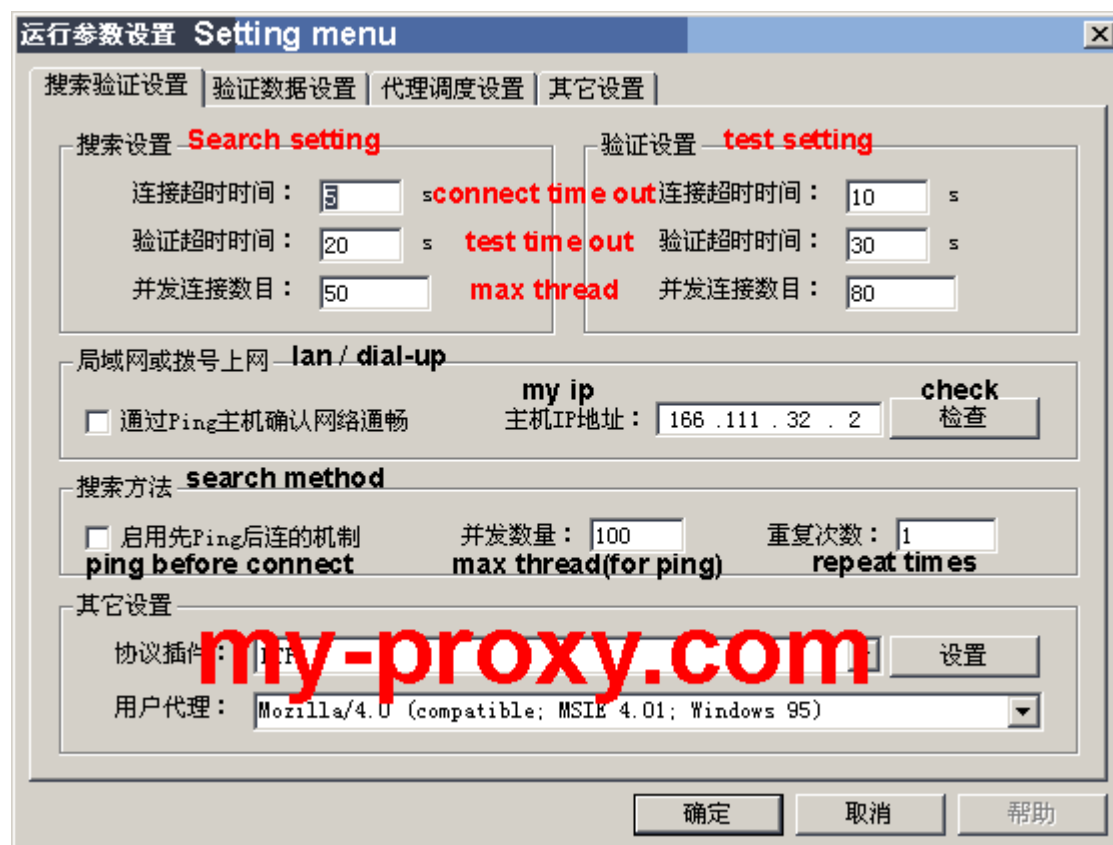 运行参数设置 Setting menu
搜索验证设置 验证数据设置 代理调度设置 其它设置
搜索设置 Search setting 验证设置 test setting
连接超时时间： 5 s connect time out 连接超时时间： 10 s
验证超时时间： 20 s test time out 验证超时时间： 30 s
并发连接数目： 50 max thread 并发连接数目： 80
局域网或拨号上网 lan / dial-up
my ip check
通过Ping主机确认网络通畅 主机IP地址： 166 .111 . 32 . 2 检查
搜索方法 search method
启用先Ping后连的机制 并发数量： 100 重复次数： 1
ping before connect max thread(for ping) repeat times
其它设置
协议插件： my-proxy.com 设置
用户代理： Mozilla/4.0 (compatible; MSIE 4.01; Windows 95)
确定 取消 帮助